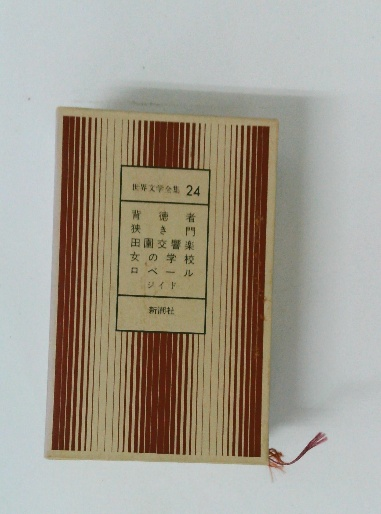 世界文学全集 24
背徳者
狭き門
田園交響楽
女の学校
ロベール
ジイド
新潮社